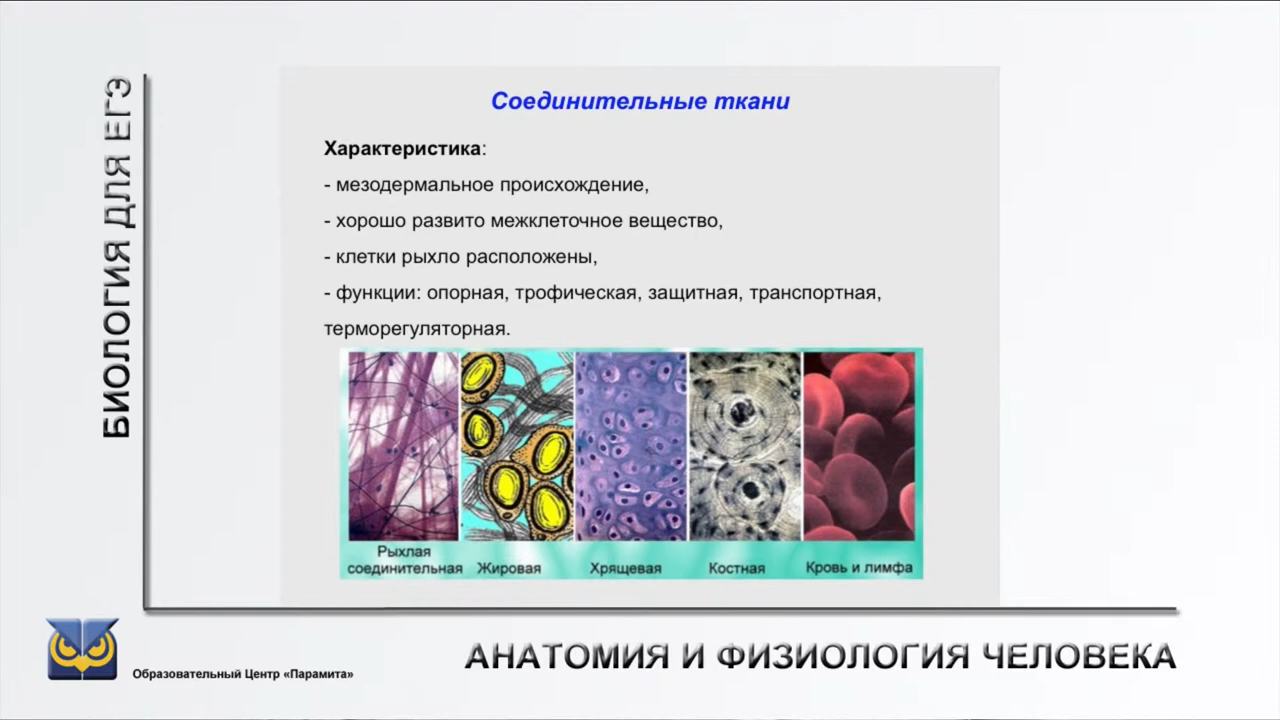 БИОЛОГИЯ ДЛЯ ЕГЭ
Соединительные ткани
Характеристика:
- мезодермальное происхождение,
- хорошо развито межклеточное вещество,
- клетки рыхло расположены,
- функции: опорная, трофическая, защитная, транспортная,
терморегуляторная.
Рыхлая
соединительная
Жировая
Хрящевая
Костная
Кровь и лимфа
Образовательный Центр «Парамита»
АНАТОМИЯ И ФИЗИОЛОГИЯ ЧЕЛОВЕКА